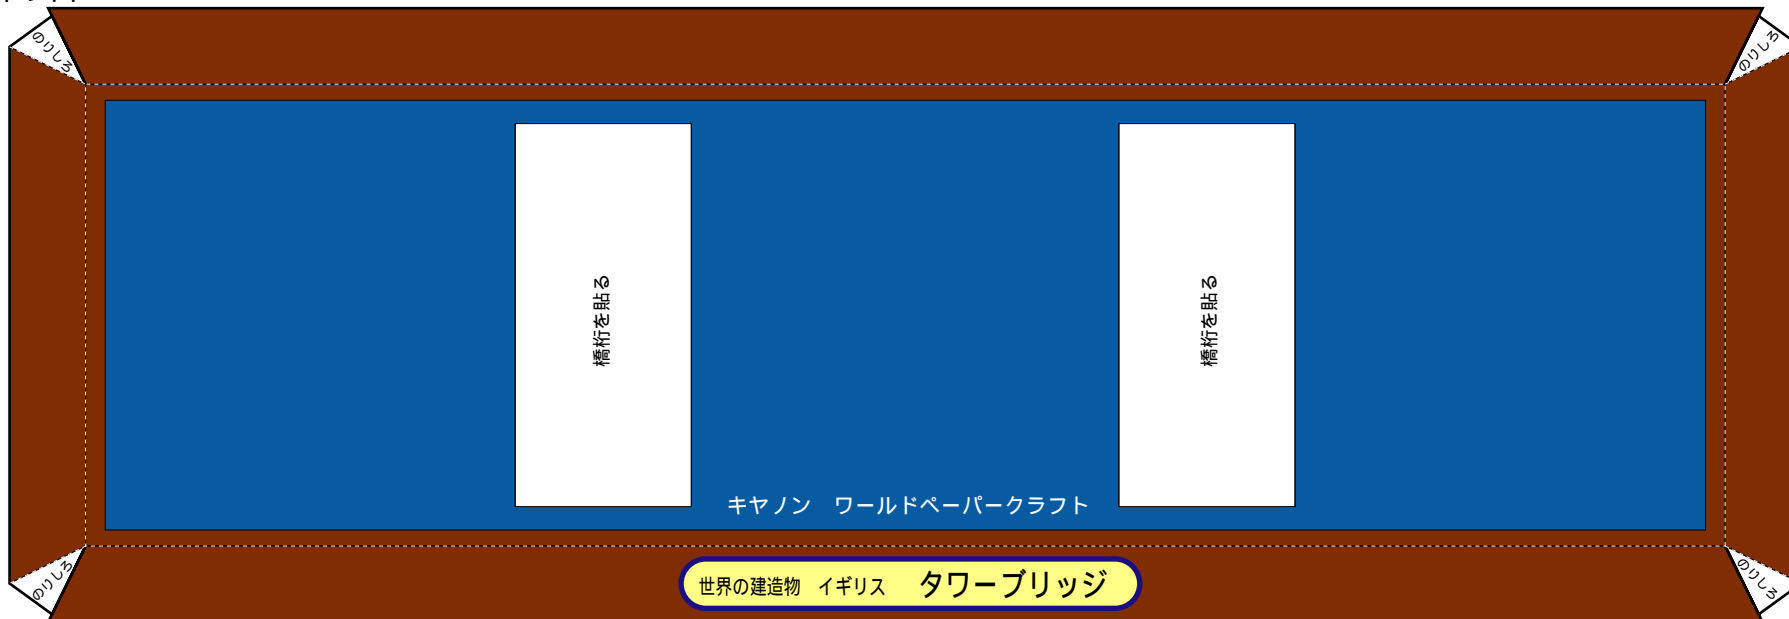 のりしろ
のりしろ
橋桁を貼る
橋桁を貼る
キヤノン　ワールドペーパークラフト
のりしろ
世界の建造物　イギリス　タワーブリッジ
のりしろ